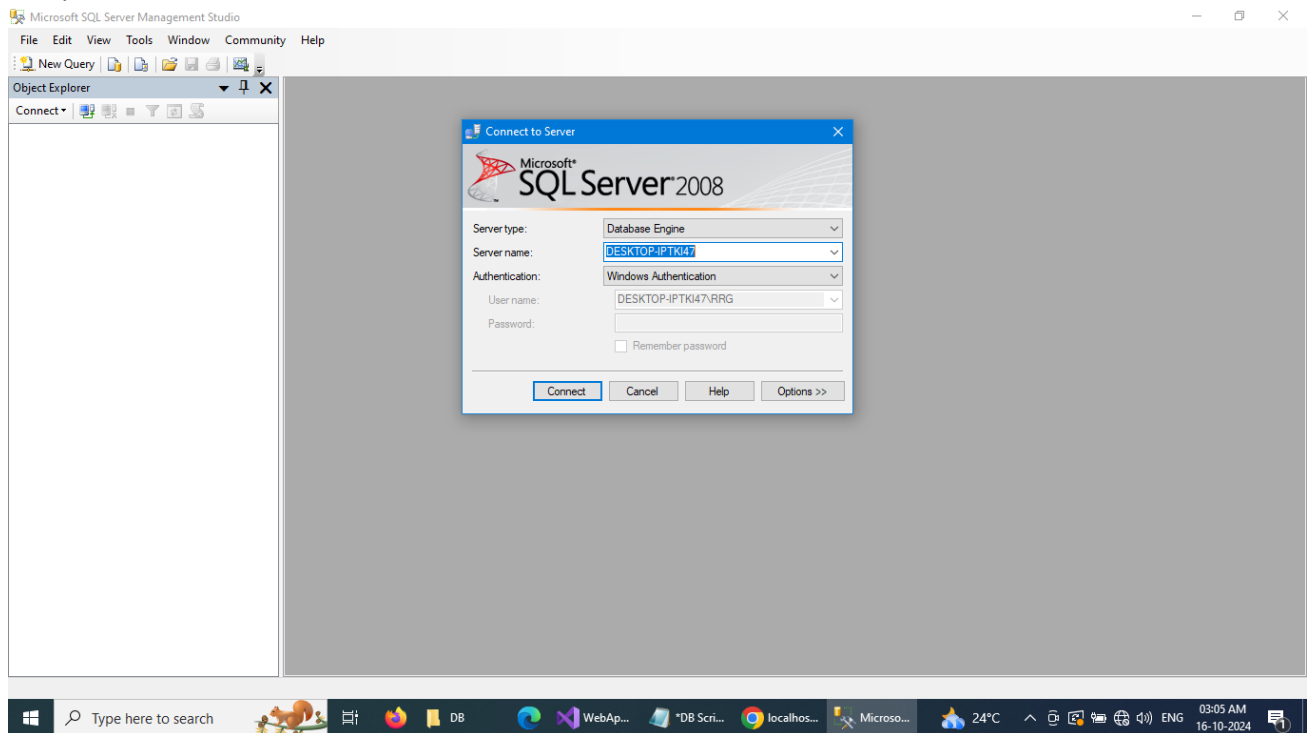 Microsoft SQL Server Management Studio
File Edit View Tools Window Community Help
New Query
Object Explorer
Connect
Connect to Server
Microsoft®
SQL Server® 2008
Server type: Database Engine
Server name: DESKTOP-IPTKI47
Authentication: Windows Authentication
User name: DESKTOP-IPTKI47\RRG
Password:
Remember password
Connect Cancel Help Options >>
Type here to search DB WebAp... *DB Scri... localhos... Microso... 24°C ENG 03:05 AM
16-10-2024